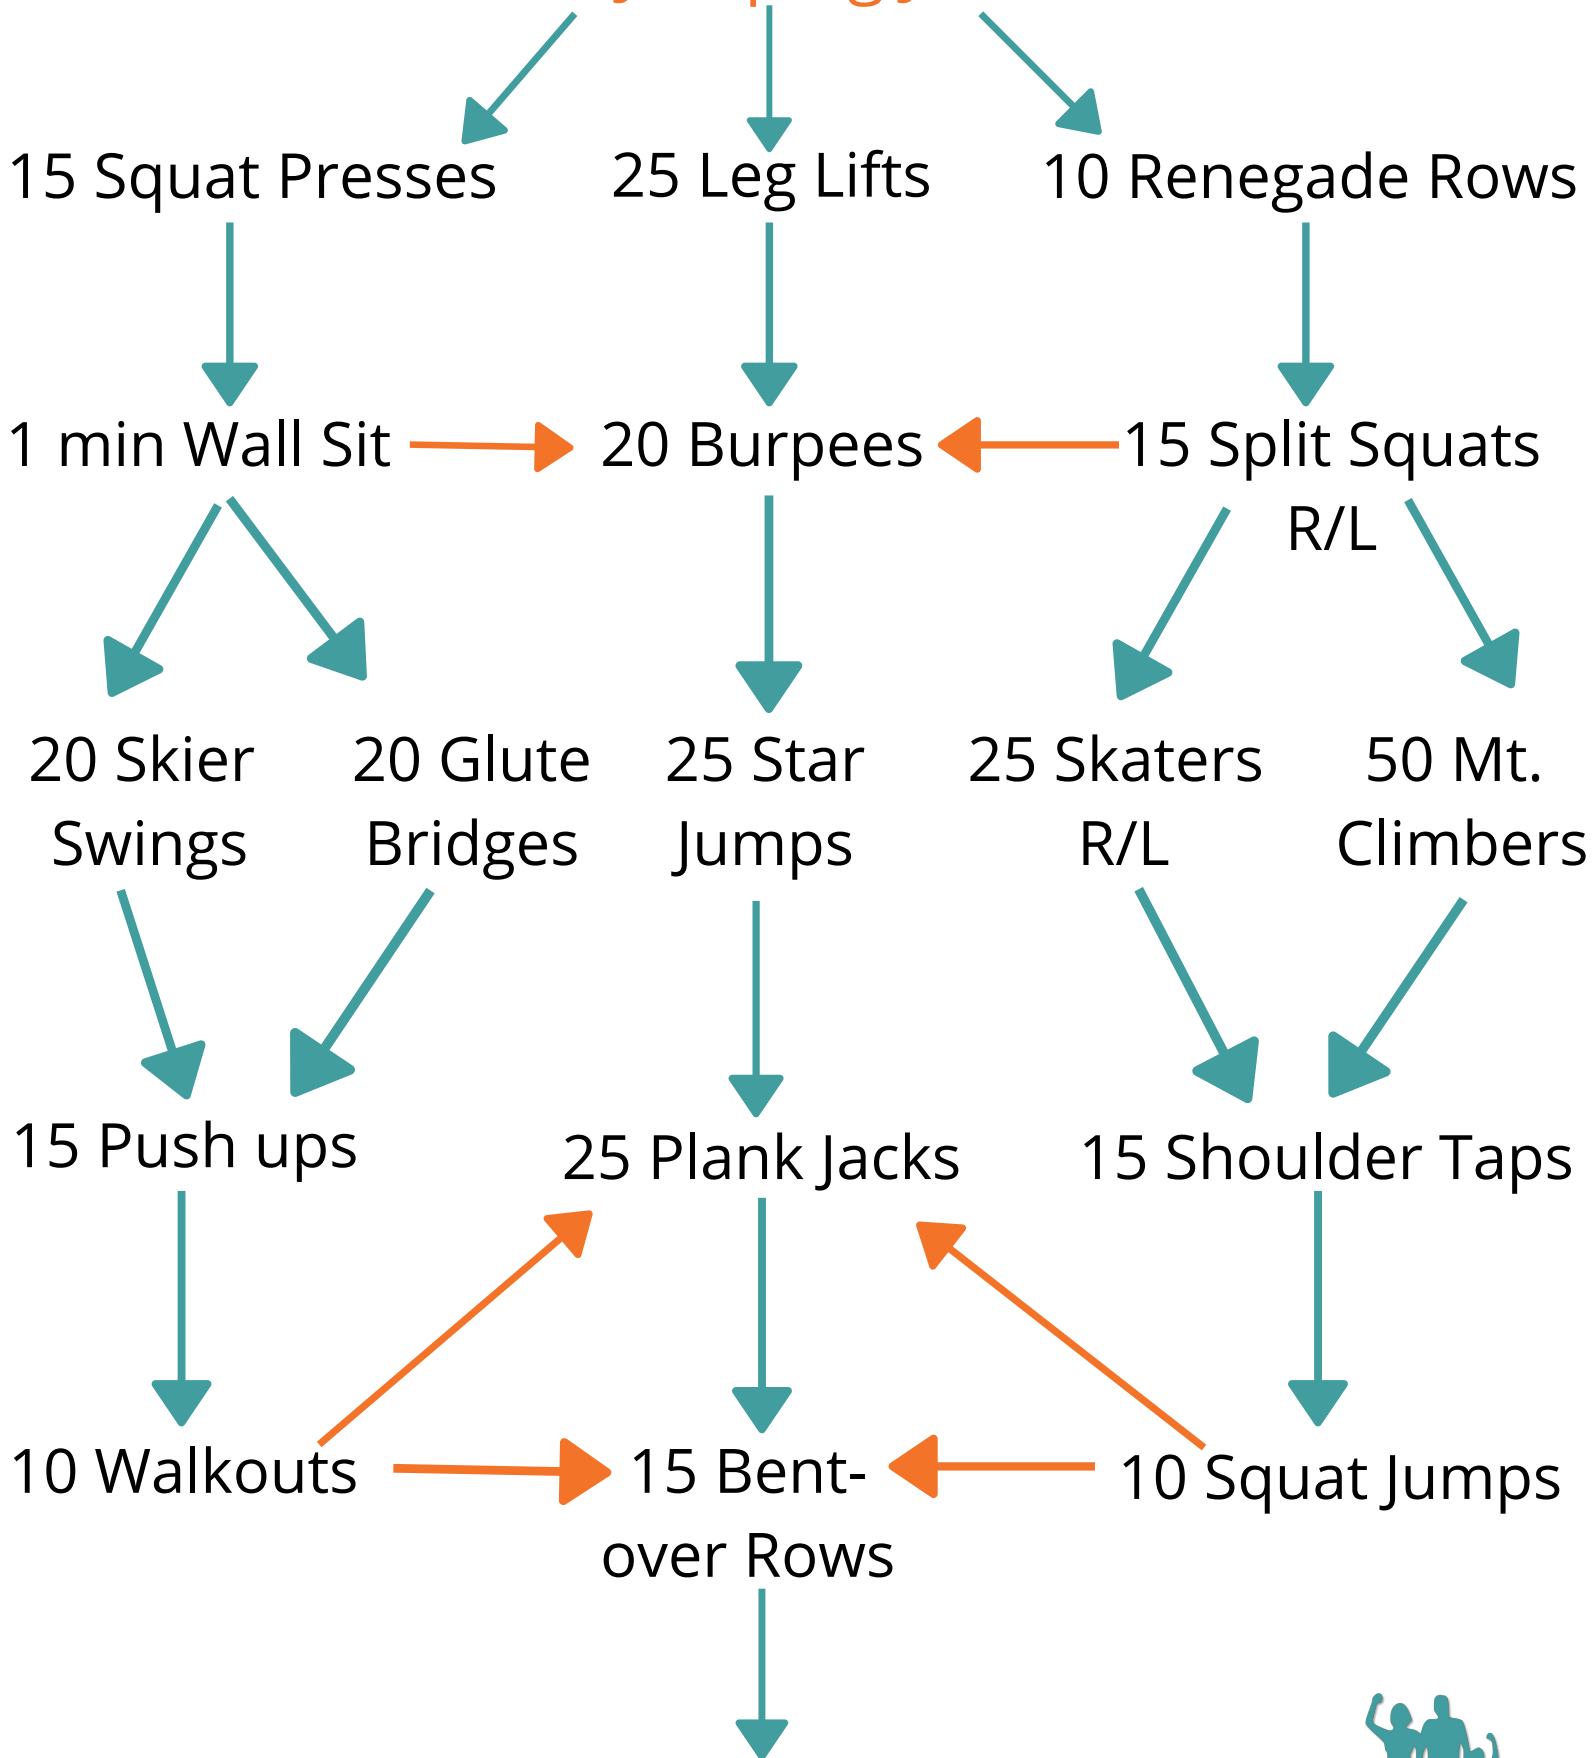 15 Squat Presses
25 Leg Lifts
10 Renegade Rows
1 min Wall Sit
20 Burpees
15 Split Squats
R/L
20 Skier
Swings
20 Glute
Bridges
25 Star
Jumps
25 Skaters
R/L
50 Mt.
Climbers
15 Push ups
25 Plank Jacks
15 Shoulder Taps
10 Walkouts
15 Bent-
over Rows
10 Squat Jumps